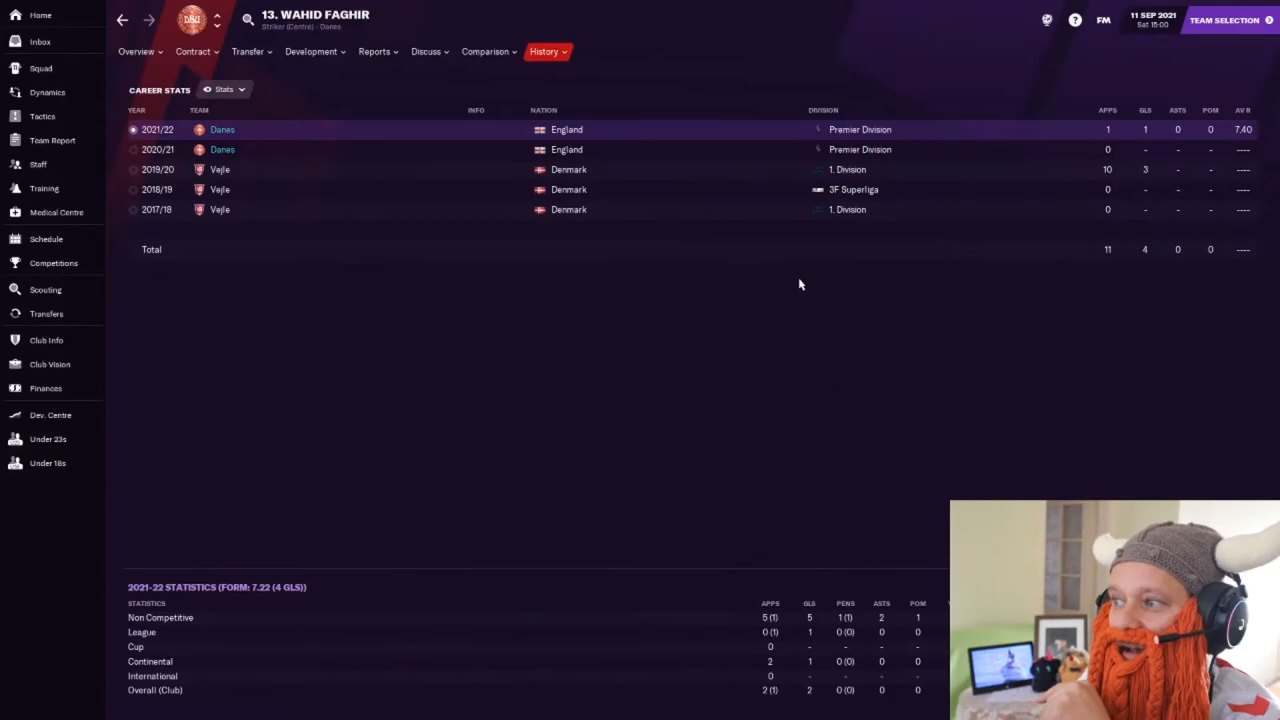 Home
Inbox
Squad
Dynamics
Tactics
Team Report
Staff
Training
Medical Centre
Schedule
Competitions
Scouting
Transfers
Club Info
Club Vision
Finances
Dev. Centre
Under 23s
Under 18s
DBU
13. WAHID FAGHIR
Striker (Centre) - Danes
? FM
11 SEP 2021
Sat 15:00
TEAM SELECTION
Overview Contract Transfer Development Reports Discuss Comparison History
CAREER STATS Stats
YEAR TEAM INFO NATION DIVISION APPS GLS ASTS POM AV R
2021/22 Danes England Premier Division 1 1 0 0 7.40
2020/21 Danes England Premier Division 0 - - - ----
2019/20 Vejle Denmark 1. Division 10 3 - - ----
2018/19 Vejle Denmark 3F Superliga 0 - - - ----
2017/18 Vejle Denmark 1. Division 0 - - - ----
Total 11 4 0 0 ----
2021-22 STATISTICS (FORM: 7.22 (4 GLS))
STATISTICS APPS GLS PENS ASTS POM
Non Competitive 5 (1) 5 1 (1) 2 1
League 0 (1) 1 0 (0) 0 0
Cup 0 - - - -
Continental 2 1 0 (0) 0 0
International 0 - - - -
Overall (Club) 2 (1) 2 0 (0) 0 0